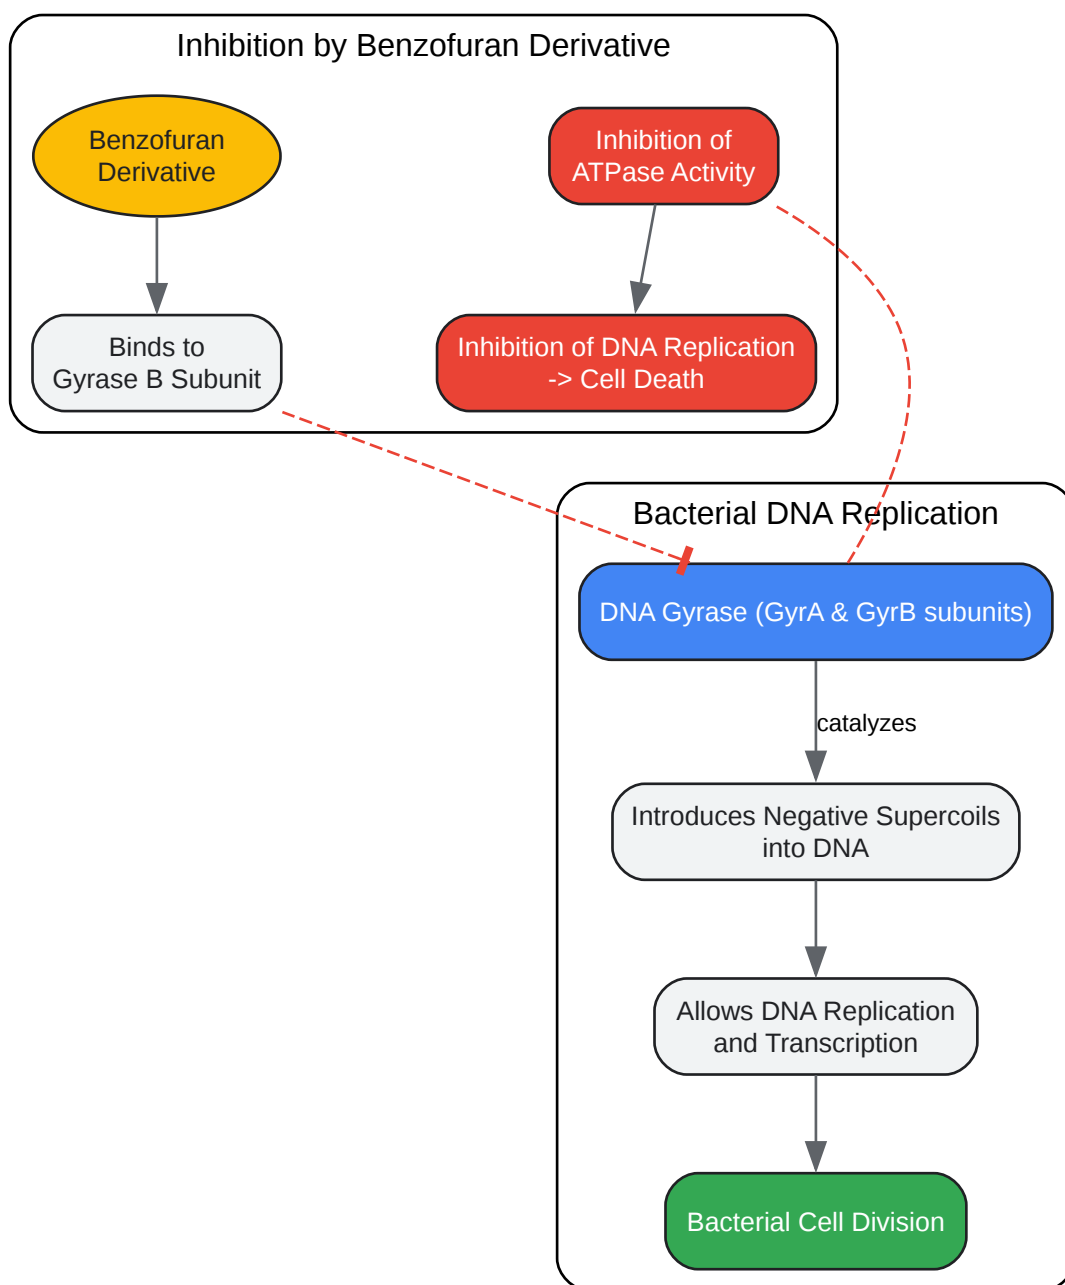 Inhibition by Benzofuran Derivative
Benzofuran
Derivative
Inhibition of
ATPase Activity
Binds to
Gyrase B Subunit
Inhibition of DNA Replication
-> Cell Death
Bacterial DNA Replication
DNA Gyrase (GyrA & GyrB subunits)
catalyzes
Introduces Negative Supercoils
into DNA
Allows DNA Replication
and Transcription
Bacterial Cell Division